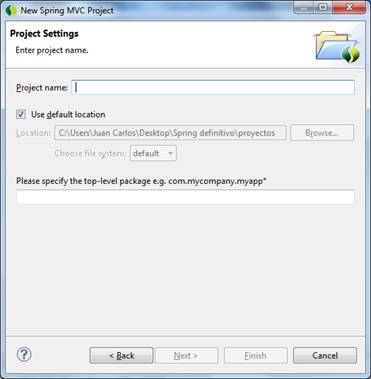 New Spring MVC Project
Project Settings
Enter project name.
Project name:
Use default location
Location: C:\Users\Juan Carlos\Desktop\Spring definitivo\proyectos Browse...
Choose file system: default
Please specify the top-level package e.g. com.mycompany.myapp*
? < Back Next > Finish Cancel